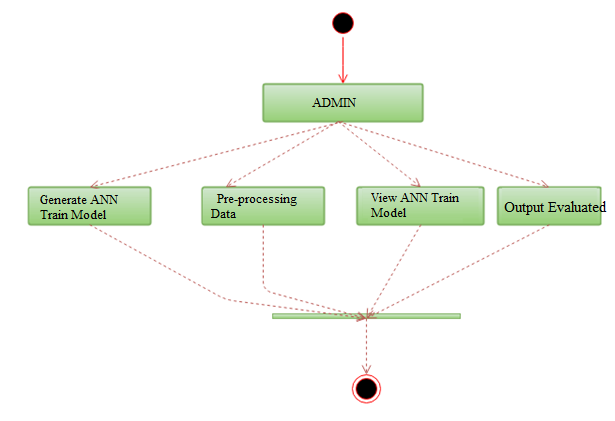 ADMIN
Generate ANN
Train Model
Pre-processing
Data
View ANN Train
Model
Output Evaluated